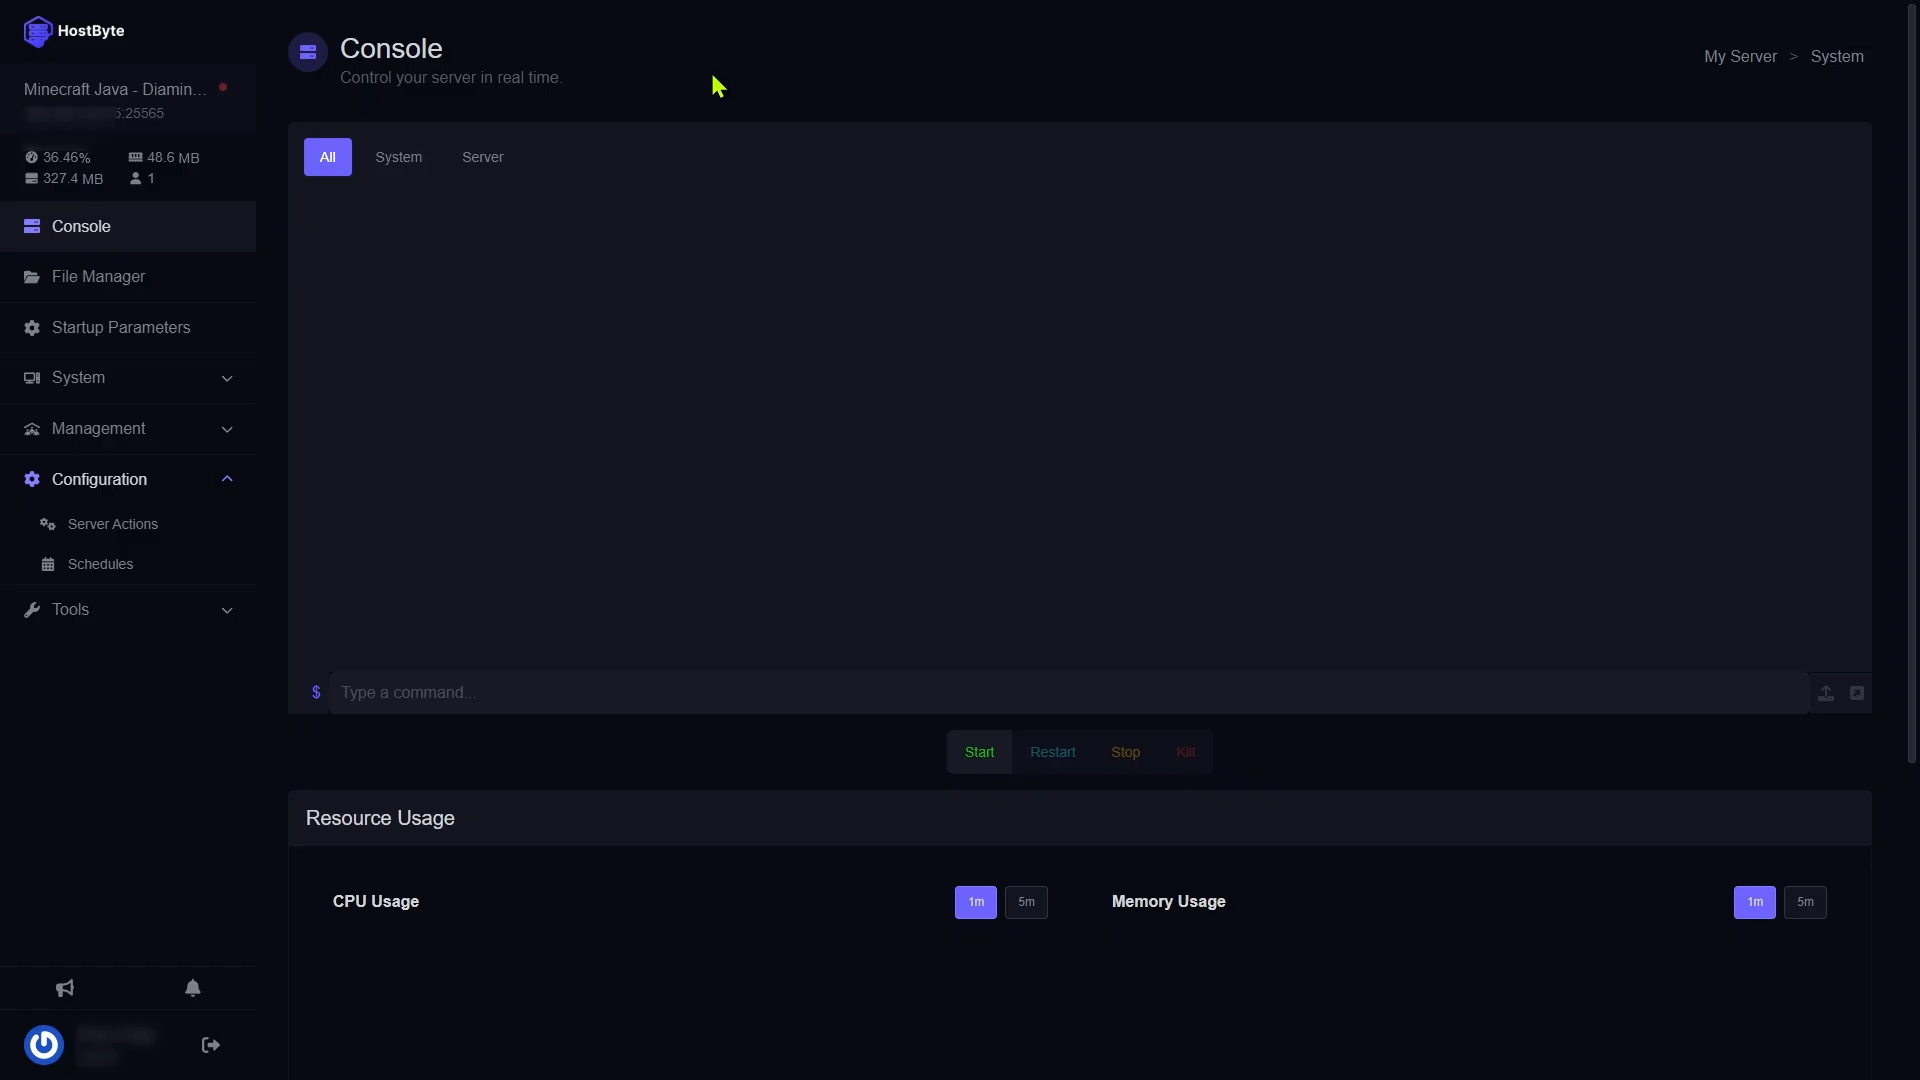 HostByte
Minecraft Java - Diamin...
:25565
36.46%
48.6 MB
327.4 MB
1
Console
File Manager
Startup Parameters
System
Management
Configuration
Server Actions
Schedules
Tools
Console
Control your server in real time.
My Server > System
All
System
Server
$
Type a command...
Start
Restart
Stop
Kill
Resource Usage
CPU Usage
1m
5m
Memory Usage
1m
5m